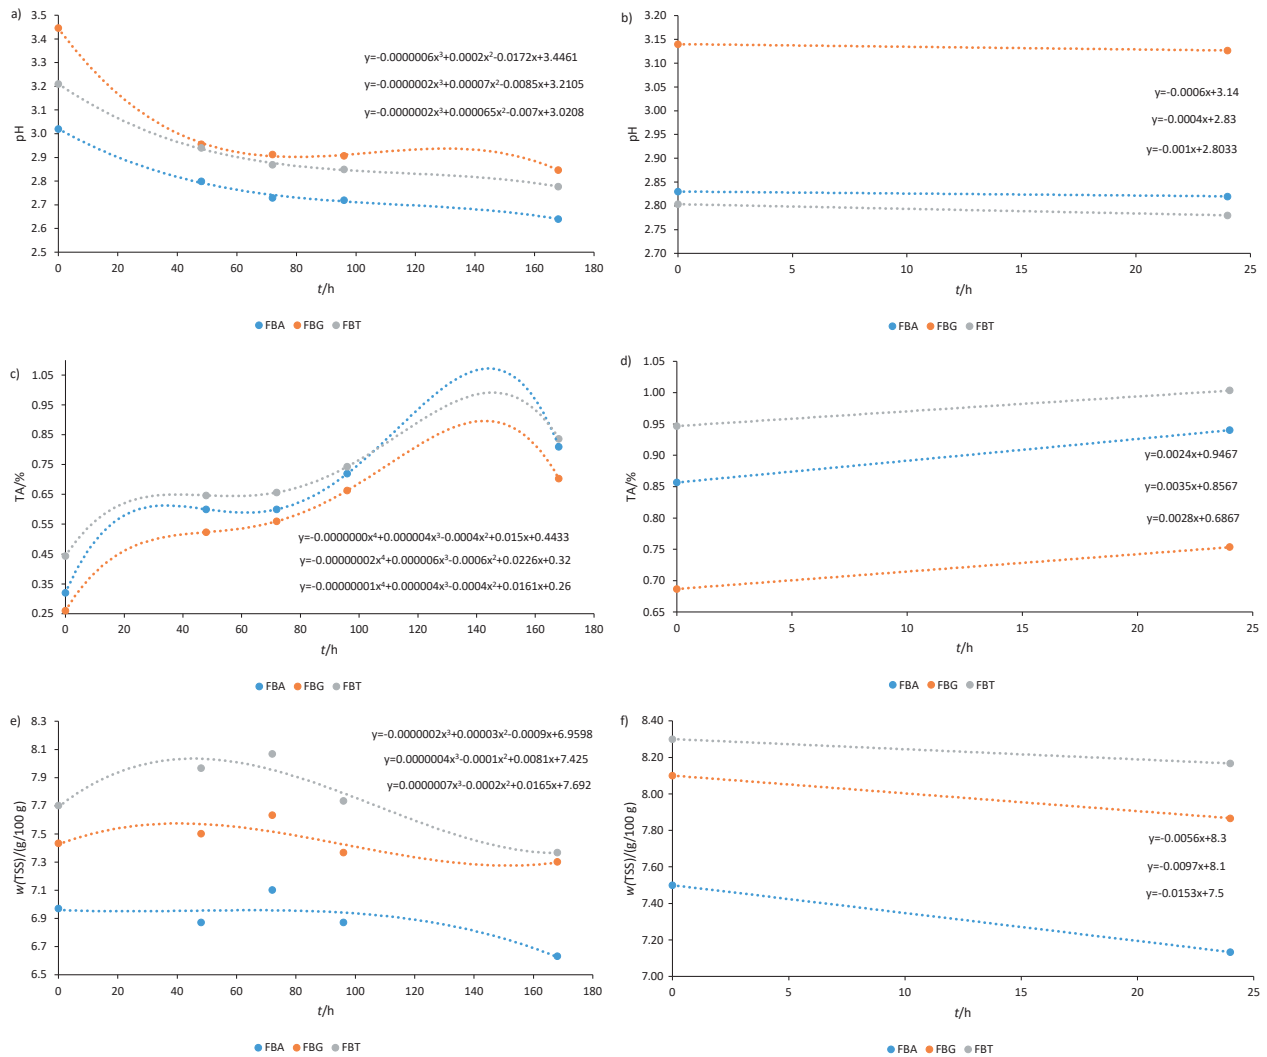 a)
3.5
3.4
3.3
3.2
3.1
3.0
2.9
2.8
2.7
2.6
2.5
pH
y=-0.0000006x³+0.0002x²-0.0172x+3.4461
y=-0.0000002x³+0.00007x²-0.0085x+3.2105
y=-0.0000002x³+0.000065x²-0.007x+3.0208
0 20 40 60 80 100 120 140 160 180
t/h
FBA FBG FBT
b)
3.20
3.15
3.10
3.05
3.00
2.95
2.90
2.85
2.80
2.75
2.70
pH
y=-0.0006x+3.14
y=-0.0004x+2.83
y=-0.001x+2.8033
0 5 10 15 20 25
t/h
FBA FBG FBT
c)
1.05
0.95
0.85
0.75
0.65
0.55
0.45
0.35
0.25
TA/%
y=-0.0000000x⁴+0.000004x³-0.0004x²+0.015x+0.4433
y=-0.00000002x⁴+0.000006x³-0.0006x²+0.0226x+0.32
y=-0.00000001x⁴+0.000004x³-0.0004x²+0.0161x+0.26
0 20 40 60 80 100 120 140 160 180
t/h
FBA FBG FBT
d)
1.05
1.00
0.95
0.90
0.85
0.80
0.75
0.70
0.65
TA/%
y=0.0024x+0.9467
y=0.0035x+0.8567
y=0.0028x+0.6867
0 5 10 15 20 25
t/h
FBA FBG FBT
e)
8.3
8.1
7.9
7.7
7.5
7.3
7.1
6.9
6.7
6.5
w(TSS)/(g/100 g)
y=-0.0000002x³+0.00003x²-0.0009x+6.9598
y=0.0000004x³-0.0001x²+0.0081x+7.425
y=0.0000007x³-0.0002x²+0.0165x+7.692
0 20 40 60 80 100 120 140 160 180
t/h
FBA FBG FBT
f)
8.40
8.20
8.00
7.80
7.60
7.40
7.20
7.00
w(TSS)/(g/100 g)
y=-0.0056x+8.3
y=-0.0097x+8.1
y=-0.0153x+7.5
0 5 10 15 20 25
t/h
FBA FBG FBT